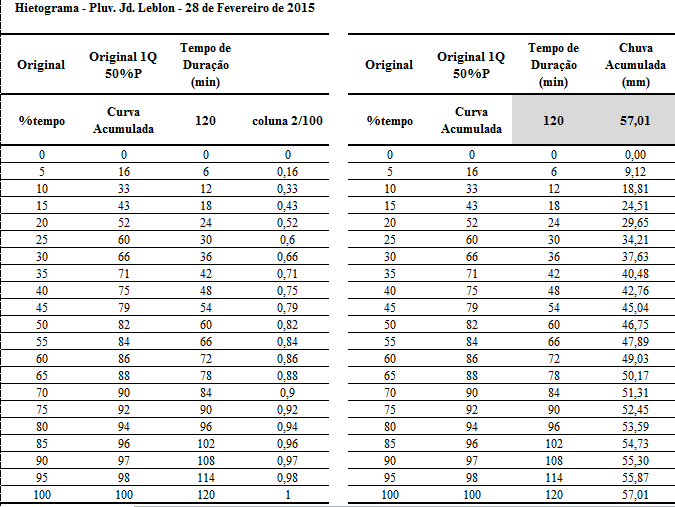 Hietograma - Pluv. Jd. Leblon - 28 de Fevereiro de 2015
Original Original 1Q 50%P Tempo de Duração (min)
%tempo Curva Acumulada 120 coluna 2/100
0 0 0 0
5 16 6 0,16
10 33 12 0,33
15 43 18 0,43
20 52 24 0,52
25 60 30 0,6
30 66 36 0,66
35 71 42 0,71
40 75 48 0,75
45 79 54 0,79
50 82 60 0,82
55 84 66 0,84
60 86 72 0,86
65 88 78 0,88
70 90 84 0,9
75 92 90 0,92
80 94 96 0,94
85 96 102 0,96
90 97 108 0,97
95 98 114 0,98
100 100 120 1
Original Original 1Q 50%P Tempo de Duração (min) Chuva Acumulada (mm)
%tempo Curva Acumulada 120 57,01
0 0 0 0,00
5 16 6 9,12
10 33 12 18,81
15 43 18 24,51
20 52 24 29,65
25 60 30 34,21
30 66 36 37,63
35 71 42 40,48
40 75 48 42,76
45 79 54 45,04
50 82 60 46,75
55 84 66 47,89
60 86 72 49,03
65 88 78 50,17
70 90 84 51,31
75 92 90 52,45
80 94 96 53,59
85 96 102 54,73
90 97 108 55,30
95 98 114 55,87
100 100 120 57,01